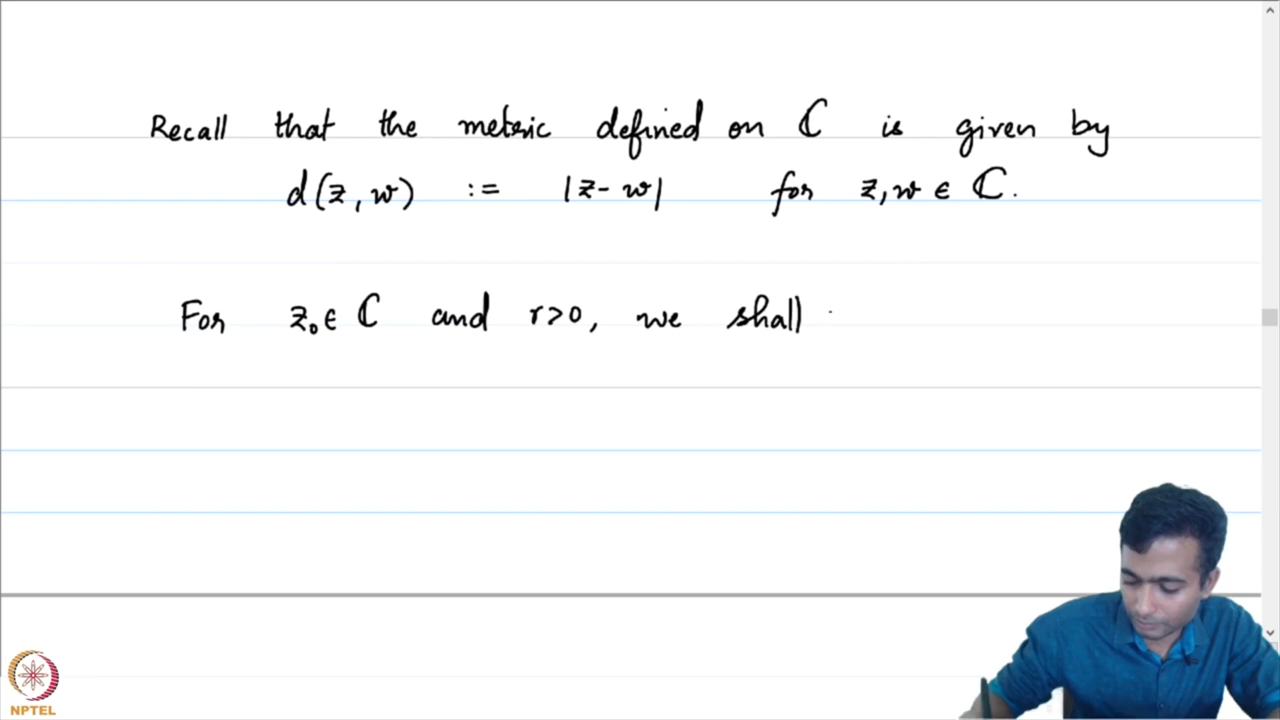 Recall that the metric defined on ℂ is given by
d(z, w) := |z - w| for z, w ∈ ℂ.
For z₀ ∈ ℂ and r > 0, we shall
NPTEL